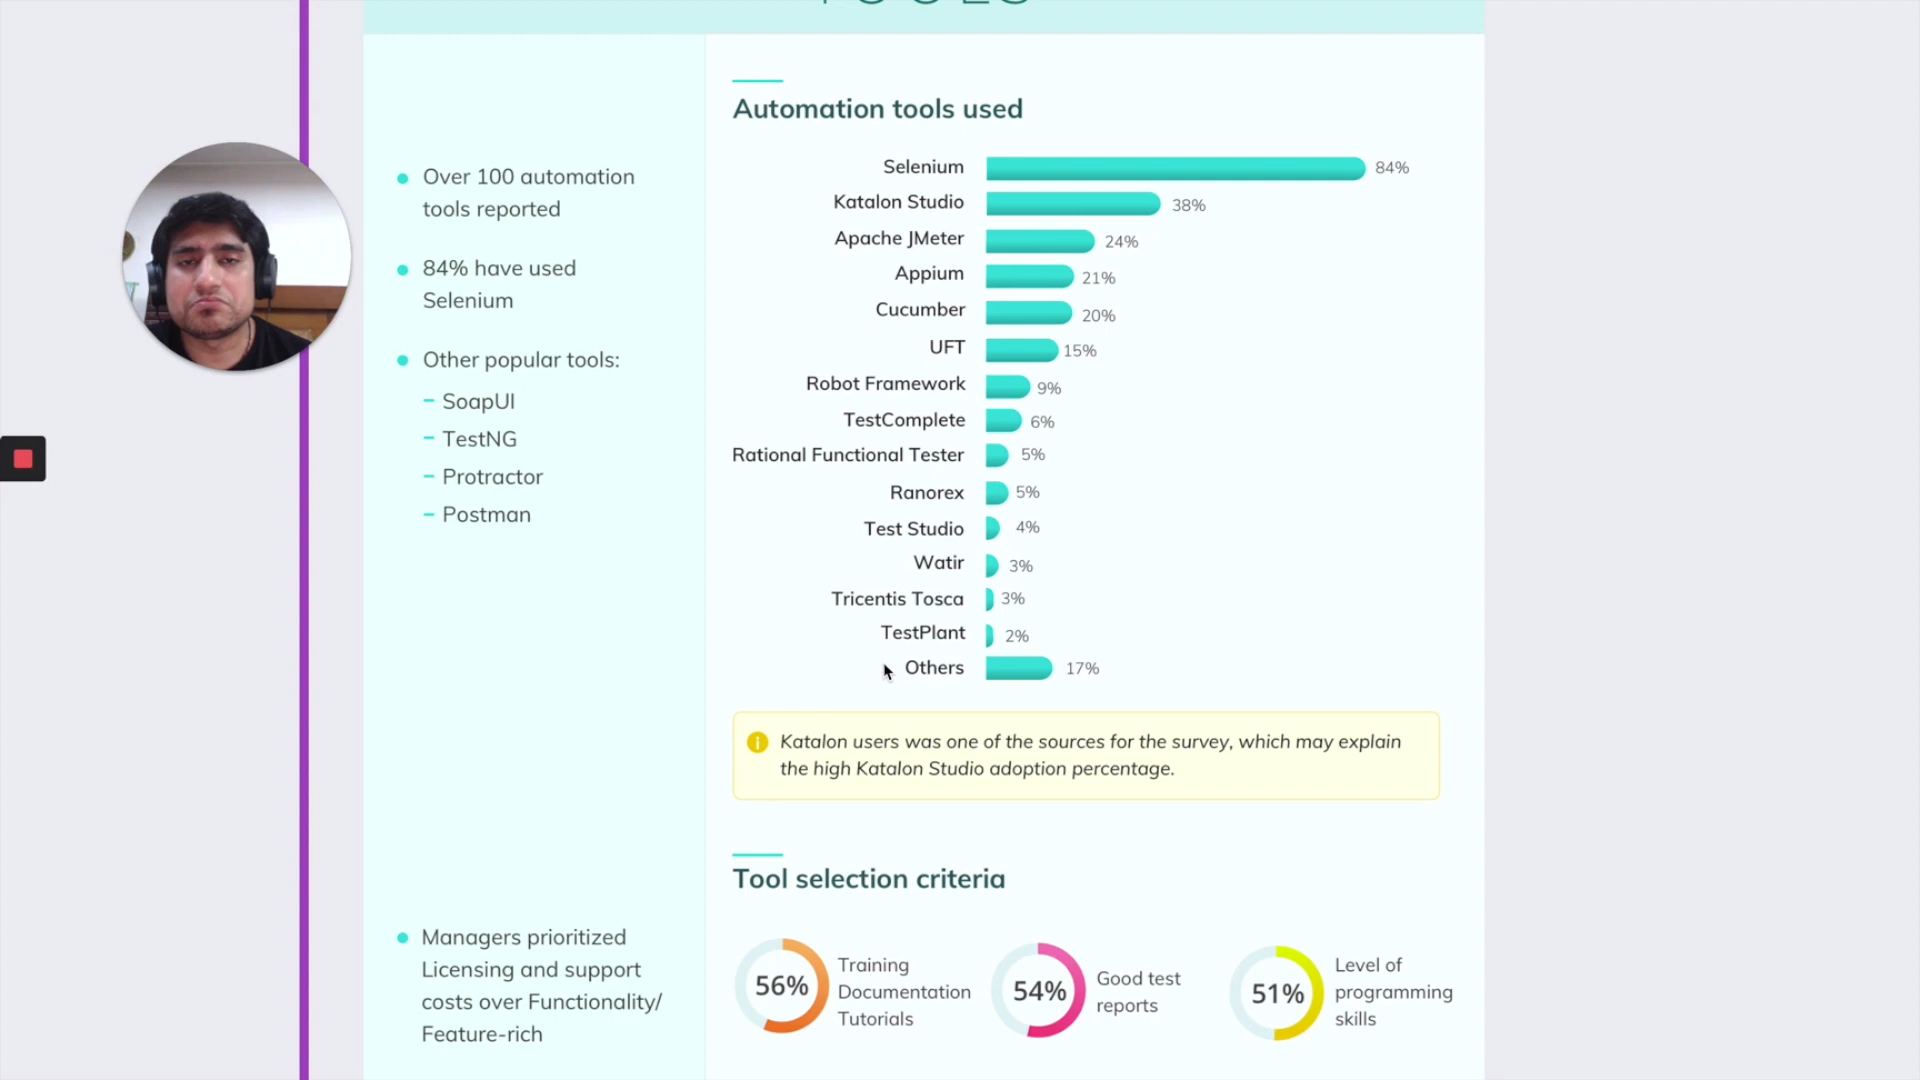 TOOLS
Over 100 automation
tools reported
84% have used
Selenium
Other popular tools:
– SoapUI
– TestNG
– Protractor
– Postman
Managers prioritized
Licensing and support
costs over Functionality/
Feature-rich
Automation tools used
Selenium 84%
Katalon Studio 38%
Apache JMeter 24%
Appium 21%
Cucumber 20%
UFT 15%
Robot Framework 9%
TestComplete 6%
Rational Functional Tester 5%
Ranorex 5%
Test Studio 4%
Watir 3%
Tricentis Tosca 3%
TestPlant 2%
Others 17%
Katalon users was one of the sources for the survey, which may explain
the high Katalon Studio adoption percentage.
Tool selection criteria
56%
Training
Documentation
Tutorials
54%
Good test
reports
51%
Level of
programming
skills